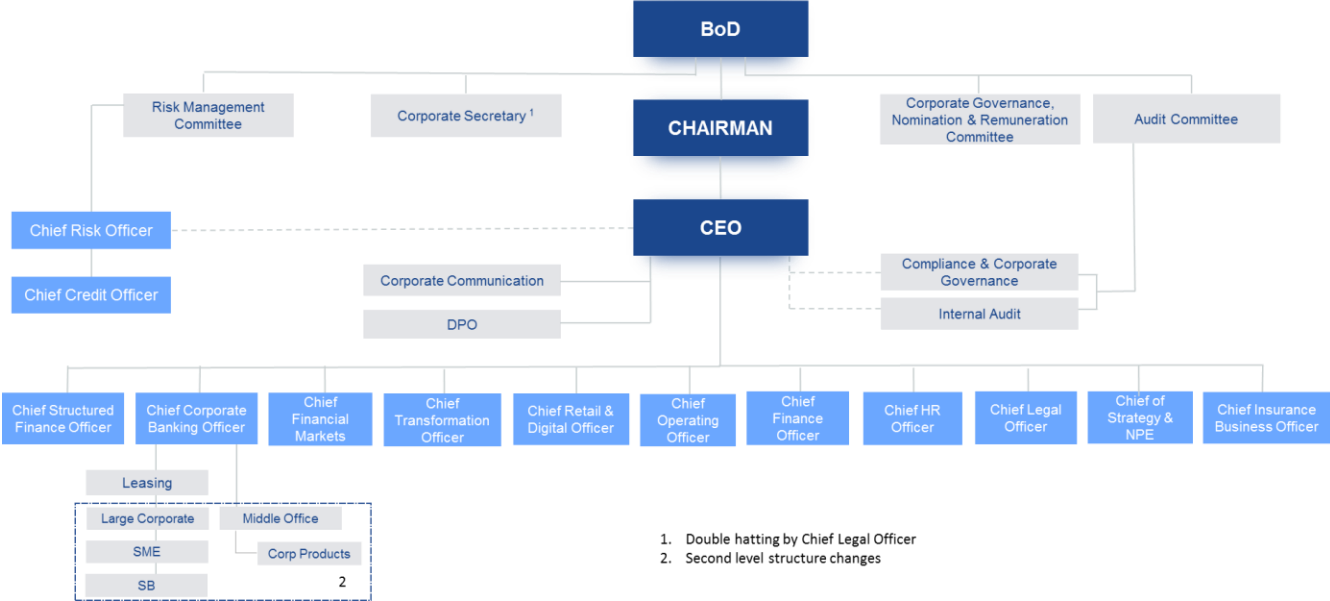 BoD
Risk Management
Committee
Corporate Secretary 1
CHAIRMAN
Corporate Governance,
Nomination & Remuneration
Committee
Audit Committee
Chief Risk Officer
CEO
Chief Credit Officer
Corporate Communication
DPO
Compliance & Corporate
Governance
Internal Audit
Chief Structured
Finance Officer
Chief Corporate
Banking Officer
Chief
Financial
Markets
Chief
Transformation
Officer
Chief Retail &
Digital Officer
Chief
Operating
Officer
Chief
Finance
Officer
Chief HR
Officer
Chief Legal
Officer
Chief of
Strategy &
NPE
Chief Insurance
Business Officer
Leasing
Large Corporate
Middle Office
SME
Corp Products
SB
2
1. Double hatting by Chief Legal Officer
2. Second level structure changes